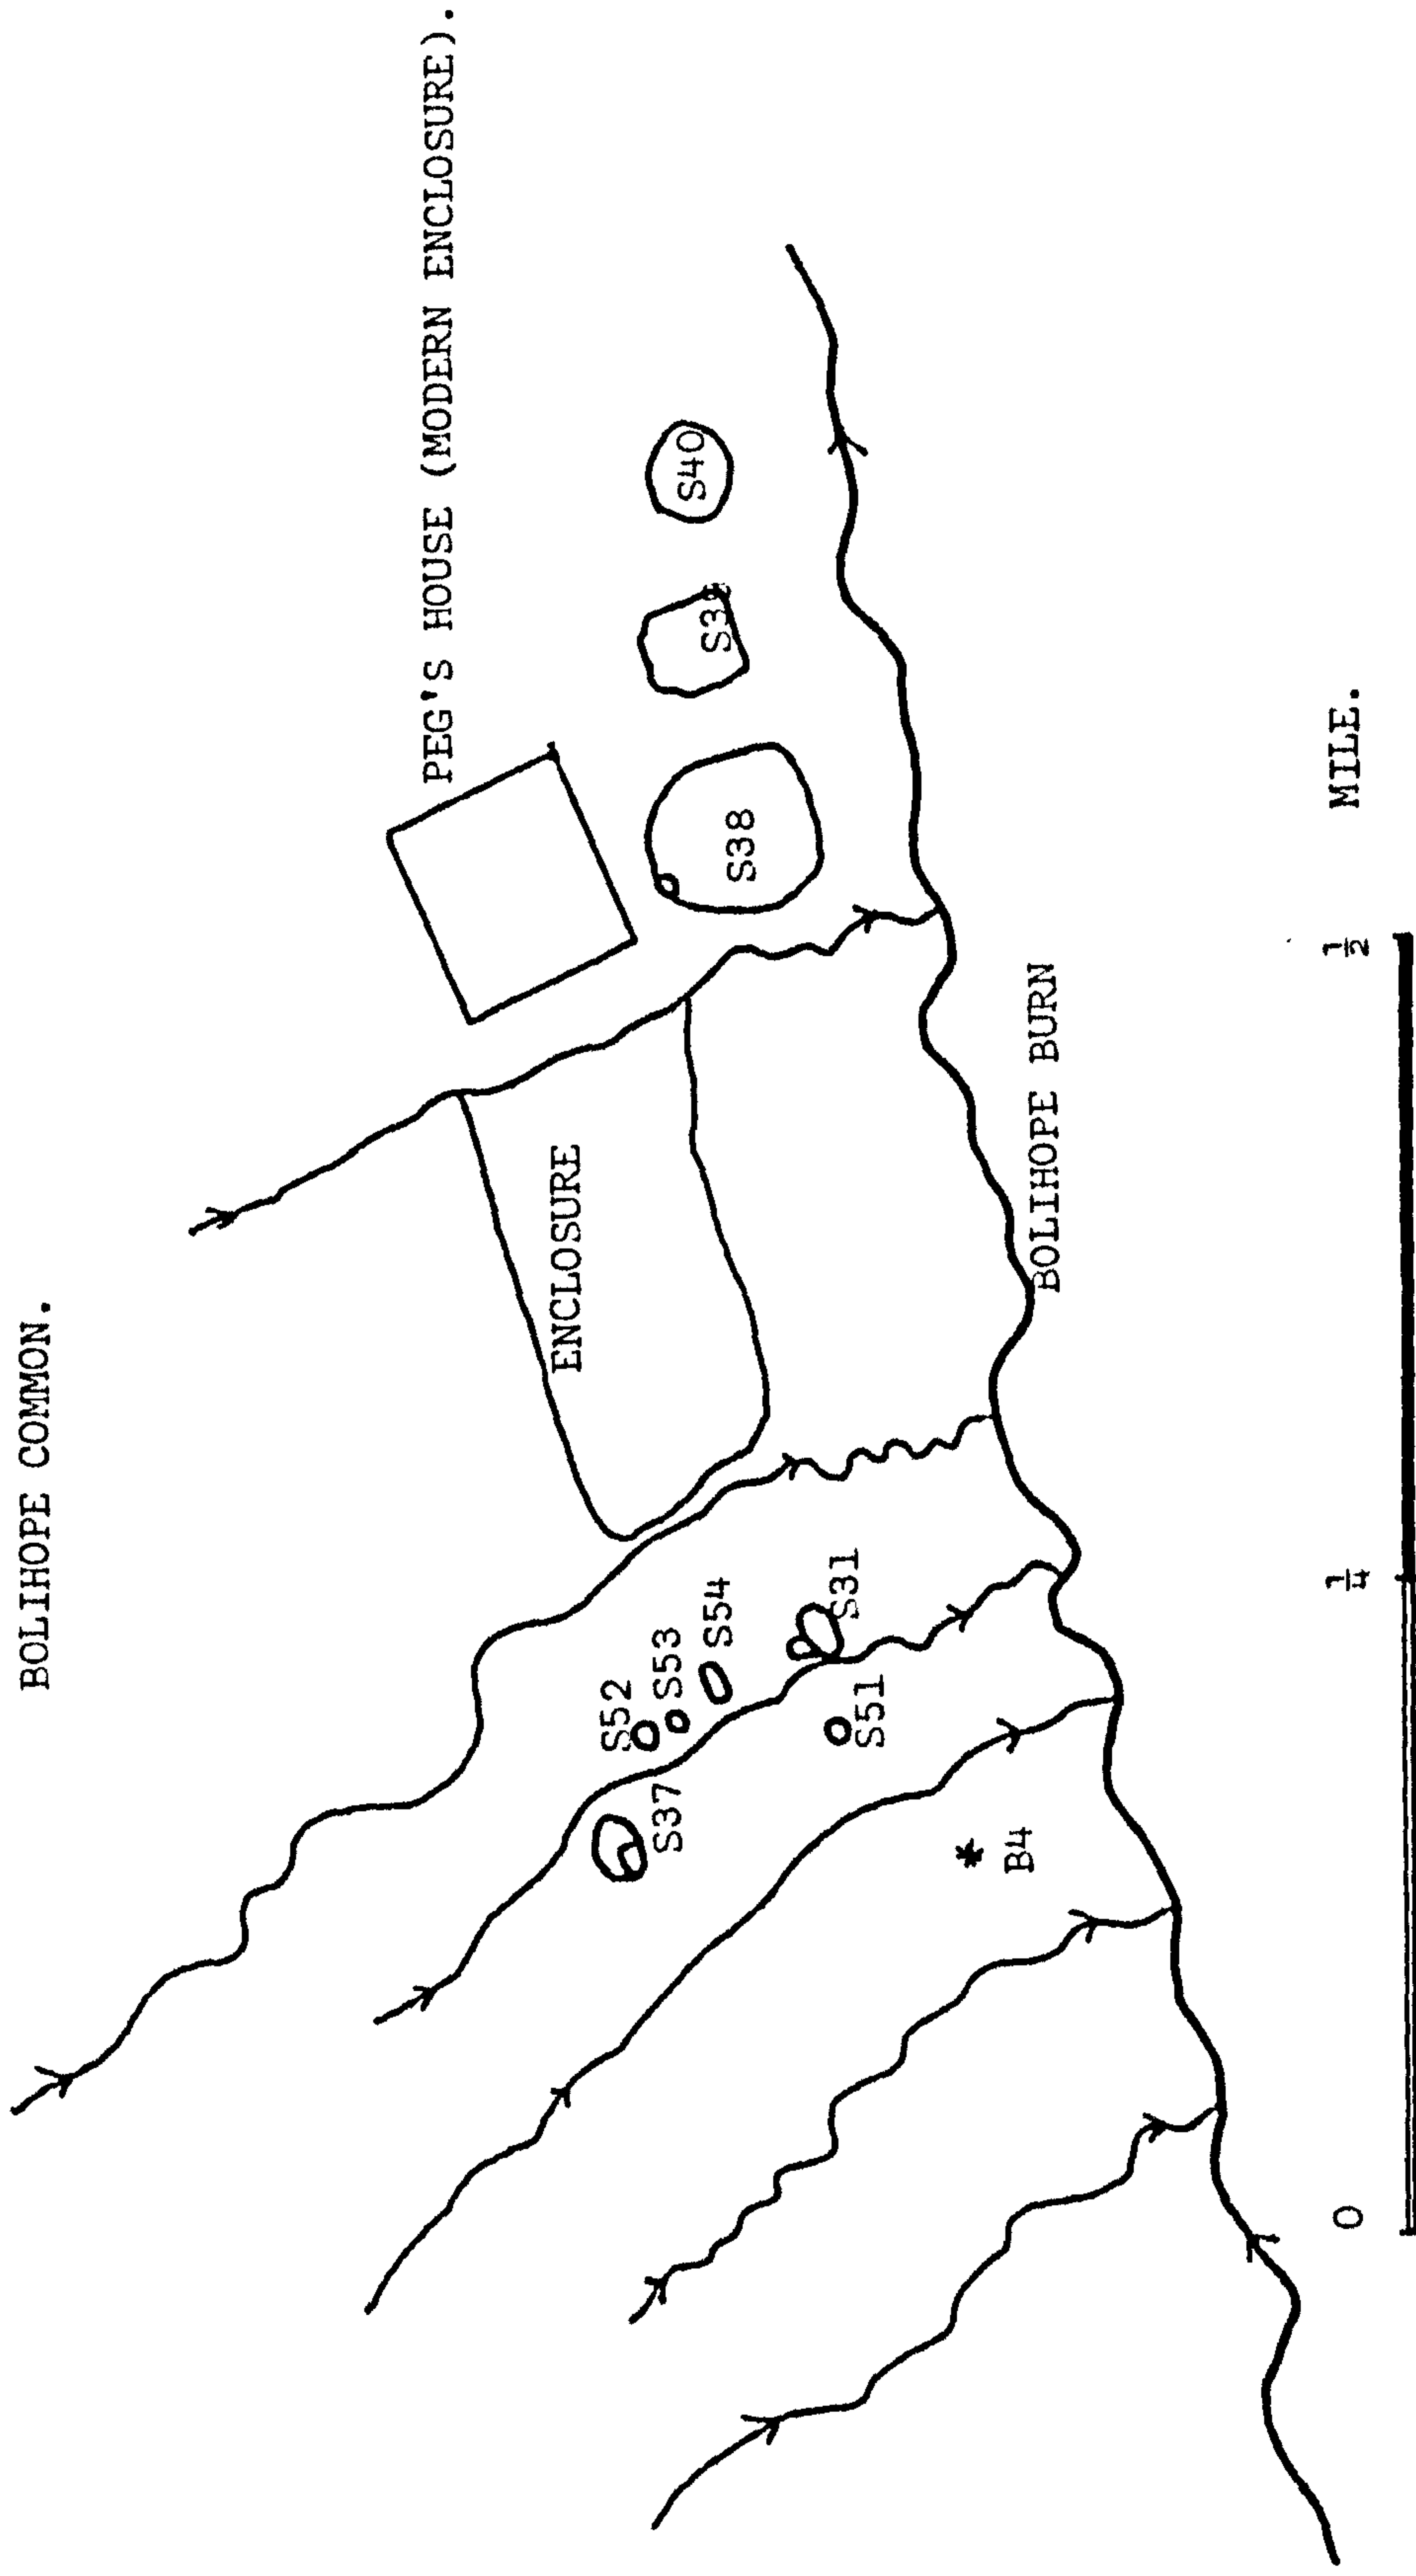 BOLIHOPE COMMON.
PEG'S HOUSE (MODERN ENCLOSURE).
ENCLOSURE
S52
S53
S37
S54
S31
S51
S38
S40
B4
BOLIHOPE BURN
0
1/4
1/2
MILE.